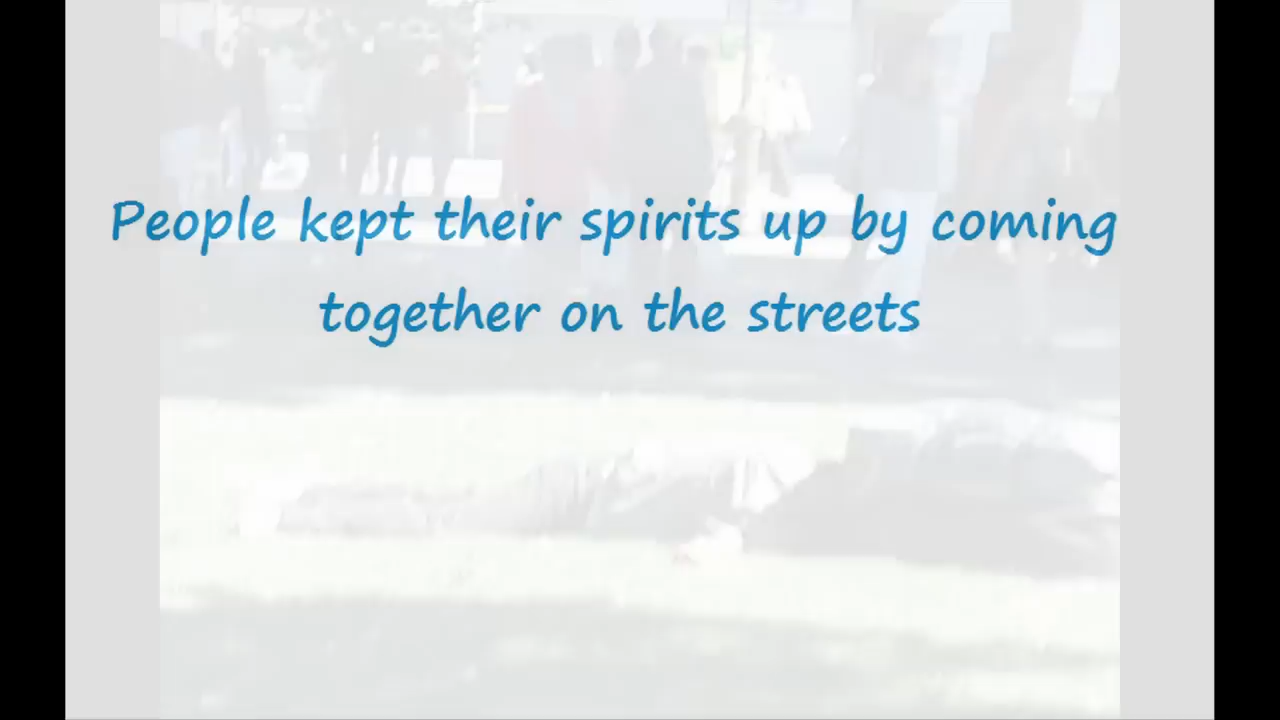 People kept their spirits up by coming
together on the streets